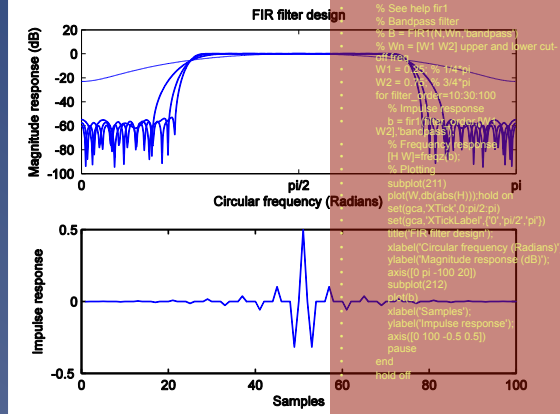 FIR filter design
Magnitude response (dB)
20
0
-20
-40
-60
-80
-100
0
pi/2
pi
Circular frequency (Radians)
Impulse response
0.5
0
-0.5
0
20
40
60
80
100
Samples
% See help fir1
% Bandpass filter
% B = FIR1(N,Wn,'bandpass')
% Wn = [W1 W2] upper and lower cut-
off freq
W1 = 0.25, % 1/4*pi
W2 = 0.75, % 3/4*pi
for filter_order=10:30:100
% Impulse response
b = fir1(filter_order,[W1
W2],'bandpass');
% Frequency response
[H W]=freqz(b);
% Plotting
subplot(211)
plot(W,db(abs(H)));hold on
set(gca,'XTick',0:pi/2:pi)
set(gca,'XTickLabel',{'0','pi/2','pi'})
title('FIR filter design');
xlabel('Circular frequency (Radians)'
ylabel('Magnitude response (dB)');
axis([0 pi -100 20])
subplot(212)
plot(b)
xlabel('Samples');
ylabel('Impulse response');
axis([0 100 -0.5 0.5])
pause
end
hold off